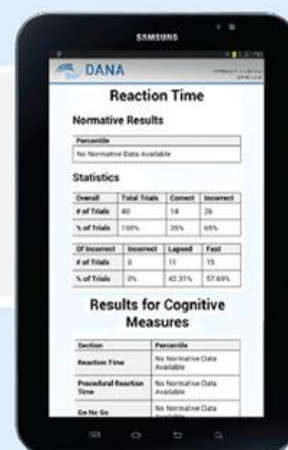 SAMSUNG
DANA
Reaction Time
Normative Results
Percentile
No Normative Data Available
Statistics
Overall Total Trials Correct Incorrect
# of Trials 40 14 26
% of Trials 100% 35% 65%
Of Incorrect Incorrect Lapsed Fast
# of Trials 0 11 15
% of Trials 0% 42.31% 57.69%
Results for Cognitive
Measures
Section Percentile
Reaction Time No Normative Data
Available
Procedural Reaction
Time No Normative Data
Available
Go No Go No Normative Data
Available